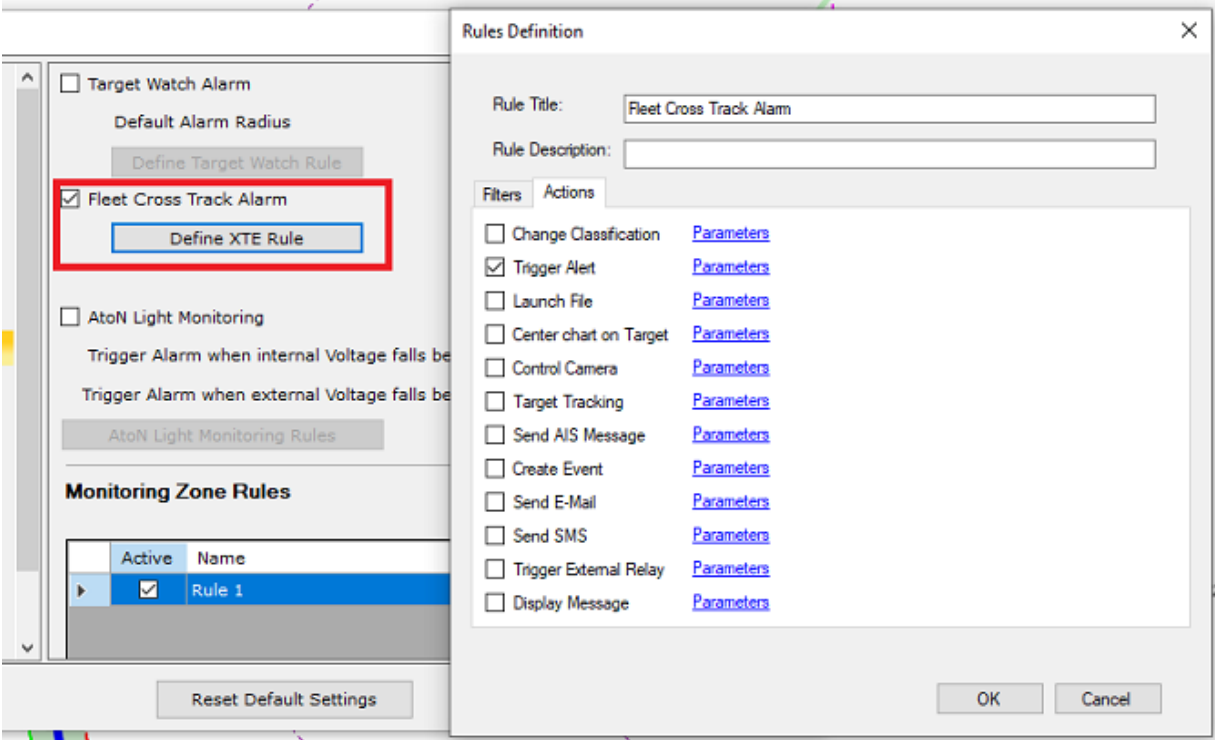 Target Watch Alarm
Default Alarm Radius
Define Target Watch Rule
Fleet Cross Track Alarm
Define XTE Rule
AtoN Light Monitoring
Trigger Alarm when internal Voltage falls be
Trigger Alarm when external Voltage falls be
AtoN Light Monitoring Rules
Monitoring Zone Rules
Active Name
Rule 1
Reset Default Settings
Rules Definition
Rule Title: Fleet Cross Track Alarm
Rule Description:
Filters Actions
Change Classification Parameters
Trigger Alert Parameters
Launch File Parameters
Center chart on Target Parameters
Control Camera Parameters
Target Tracking Parameters
Send AIS Message Parameters
Create Event Parameters
Send E-Mail Parameters
Send SMS Parameters
Trigger External Relay Parameters
Display Message Parameters
OK Cancel